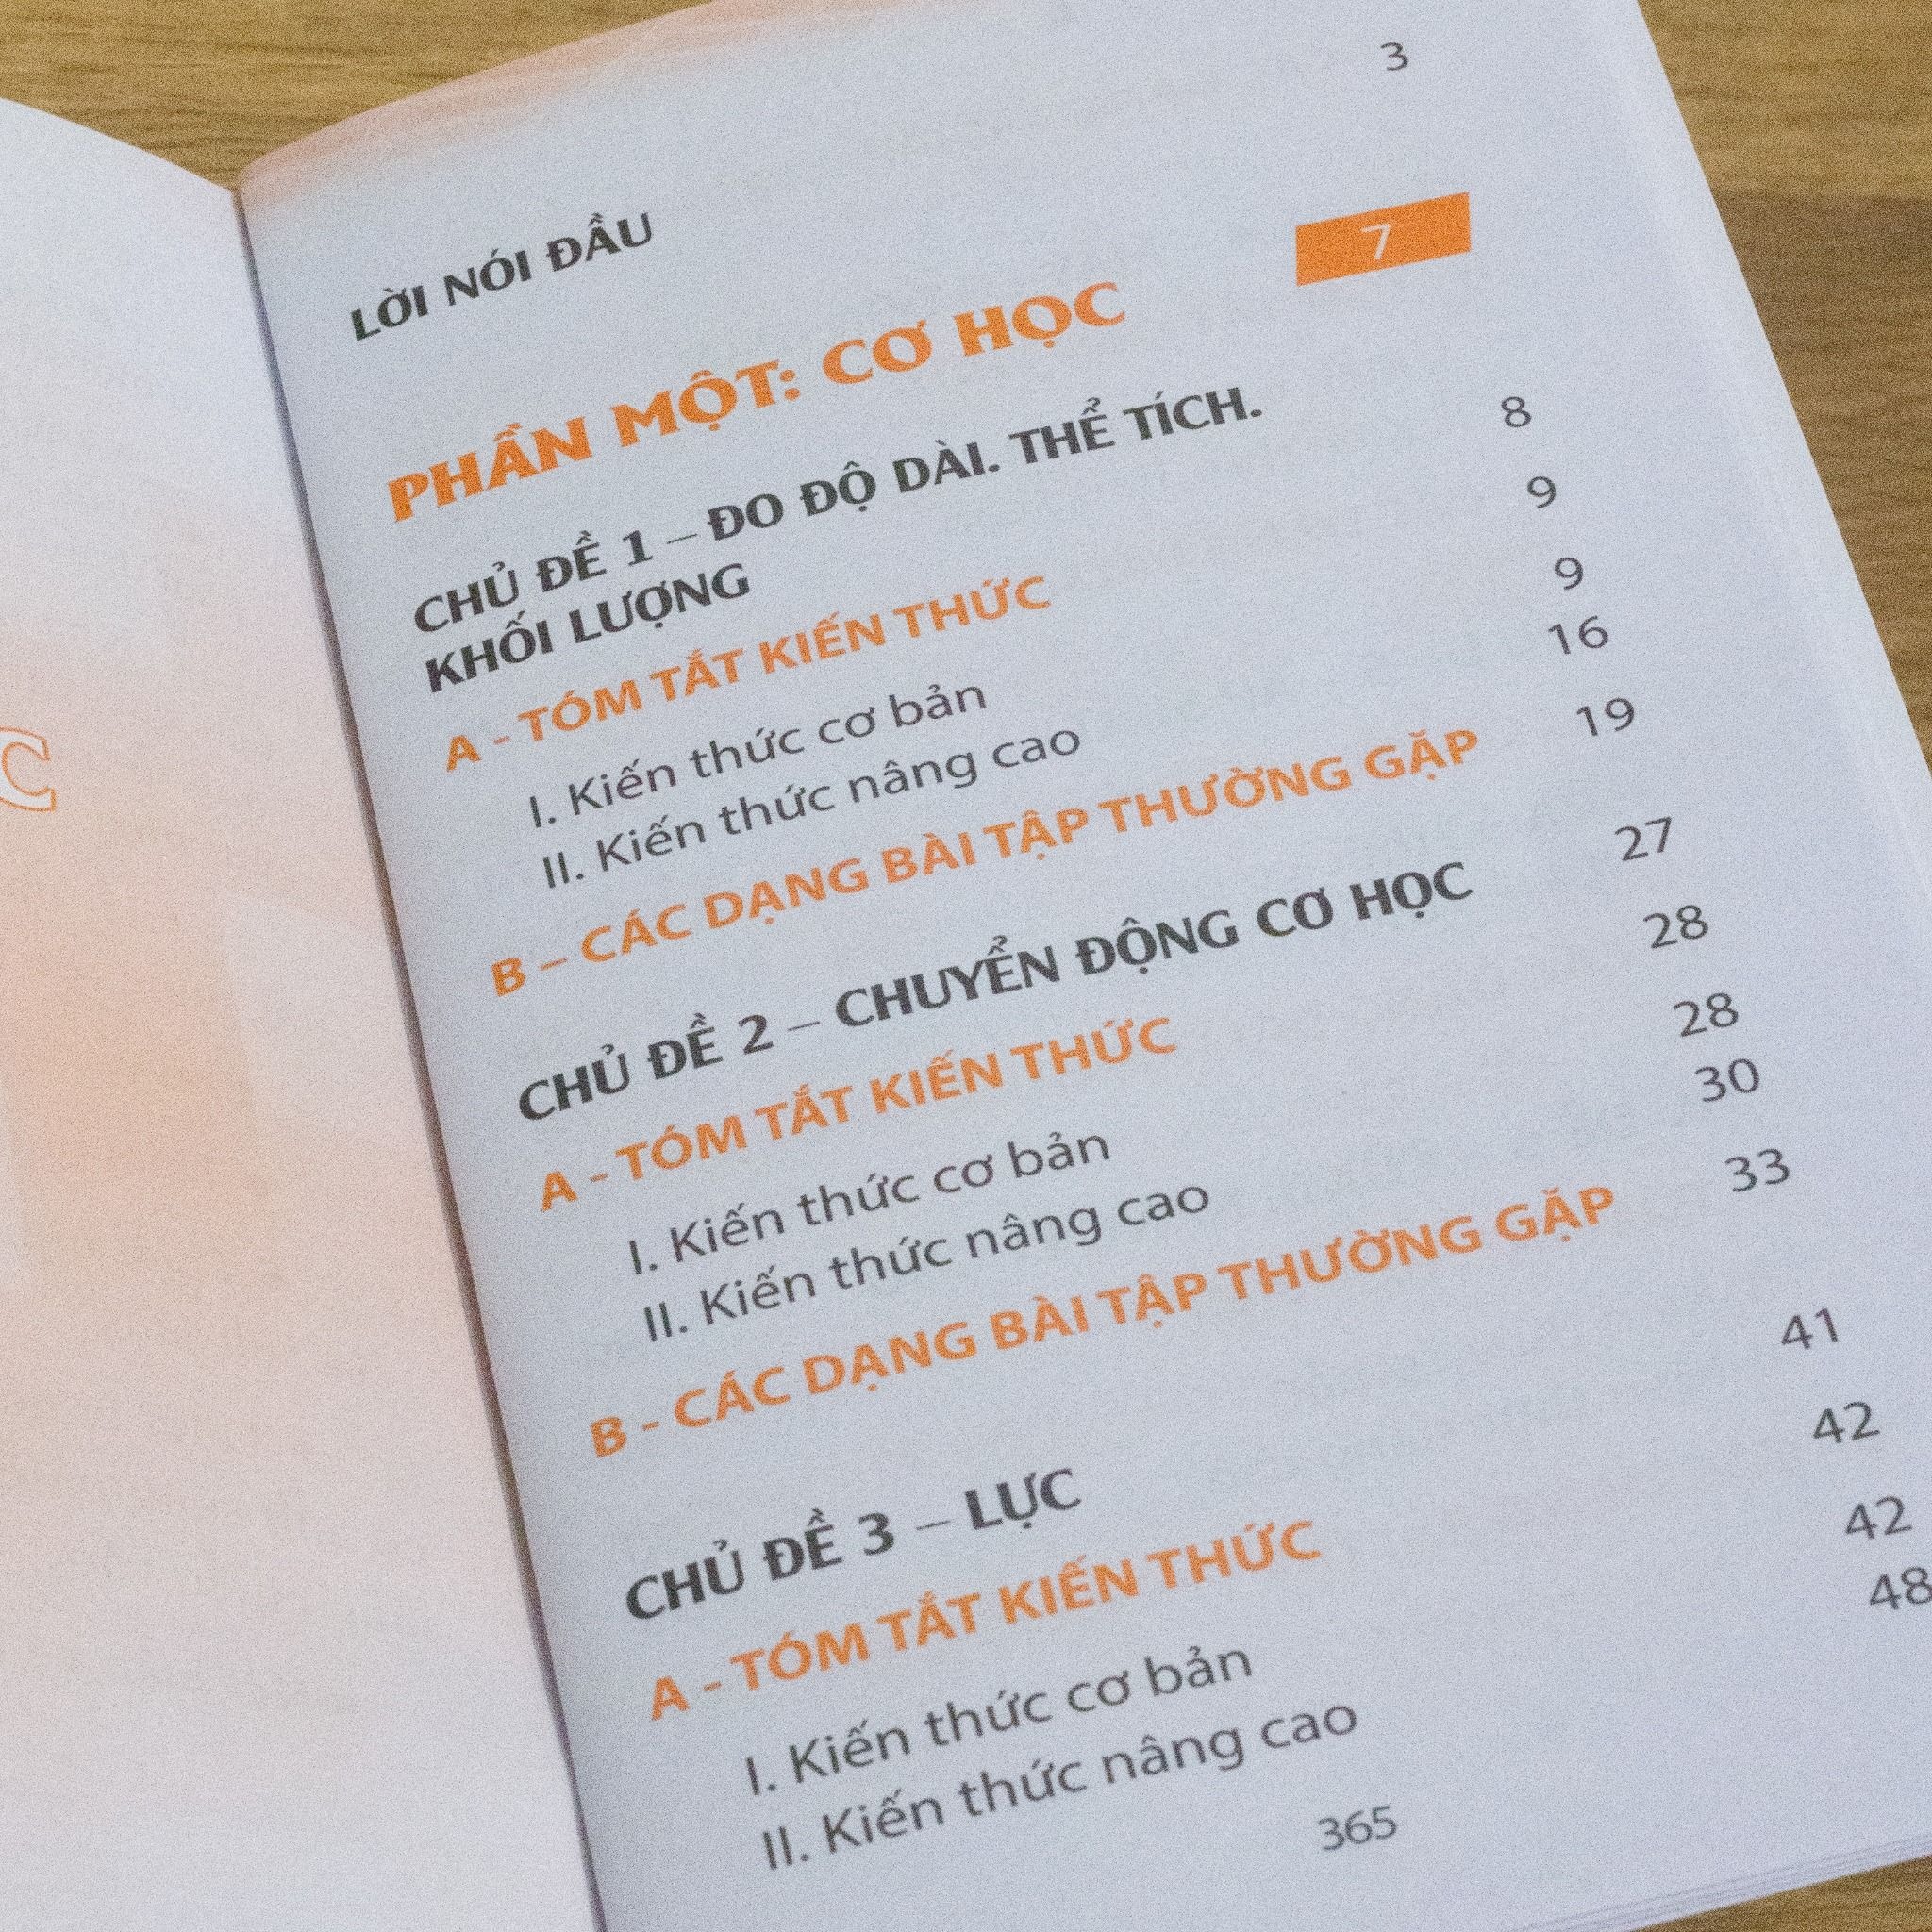 C
LỜI NÓI ĐẦU 3
PHẦN MỘT: CƠ HỌC 7
CHỦ ĐỀ 1 – ĐO ĐỘ DÀI. THỂ TÍCH. 8
KHỐI LƯỢNG
A - TÓM TẮT KIẾN THỨC 9
I. Kiến thức cơ bản 9
II. Kiến thức nâng cao 16
B – CÁC DẠNG BÀI TẬP THƯỜNG GẶP 19
CHỦ ĐỀ 2 – CHUYỂN ĐỘNG CƠ HỌC 27
A - TÓM TẮT KIẾN THỨC 28
I. Kiến thức cơ bản 28
II. Kiến thức nâng cao 30
B - CÁC DẠNG BÀI TẬP THƯỜNG GẶP 33
CHỦ ĐỀ 3 – LỰC 41
A - TÓM TẮT KIẾN THỨC 42
I. Kiến thức cơ bản 42
II. Kiến thức nâng cao 48
365